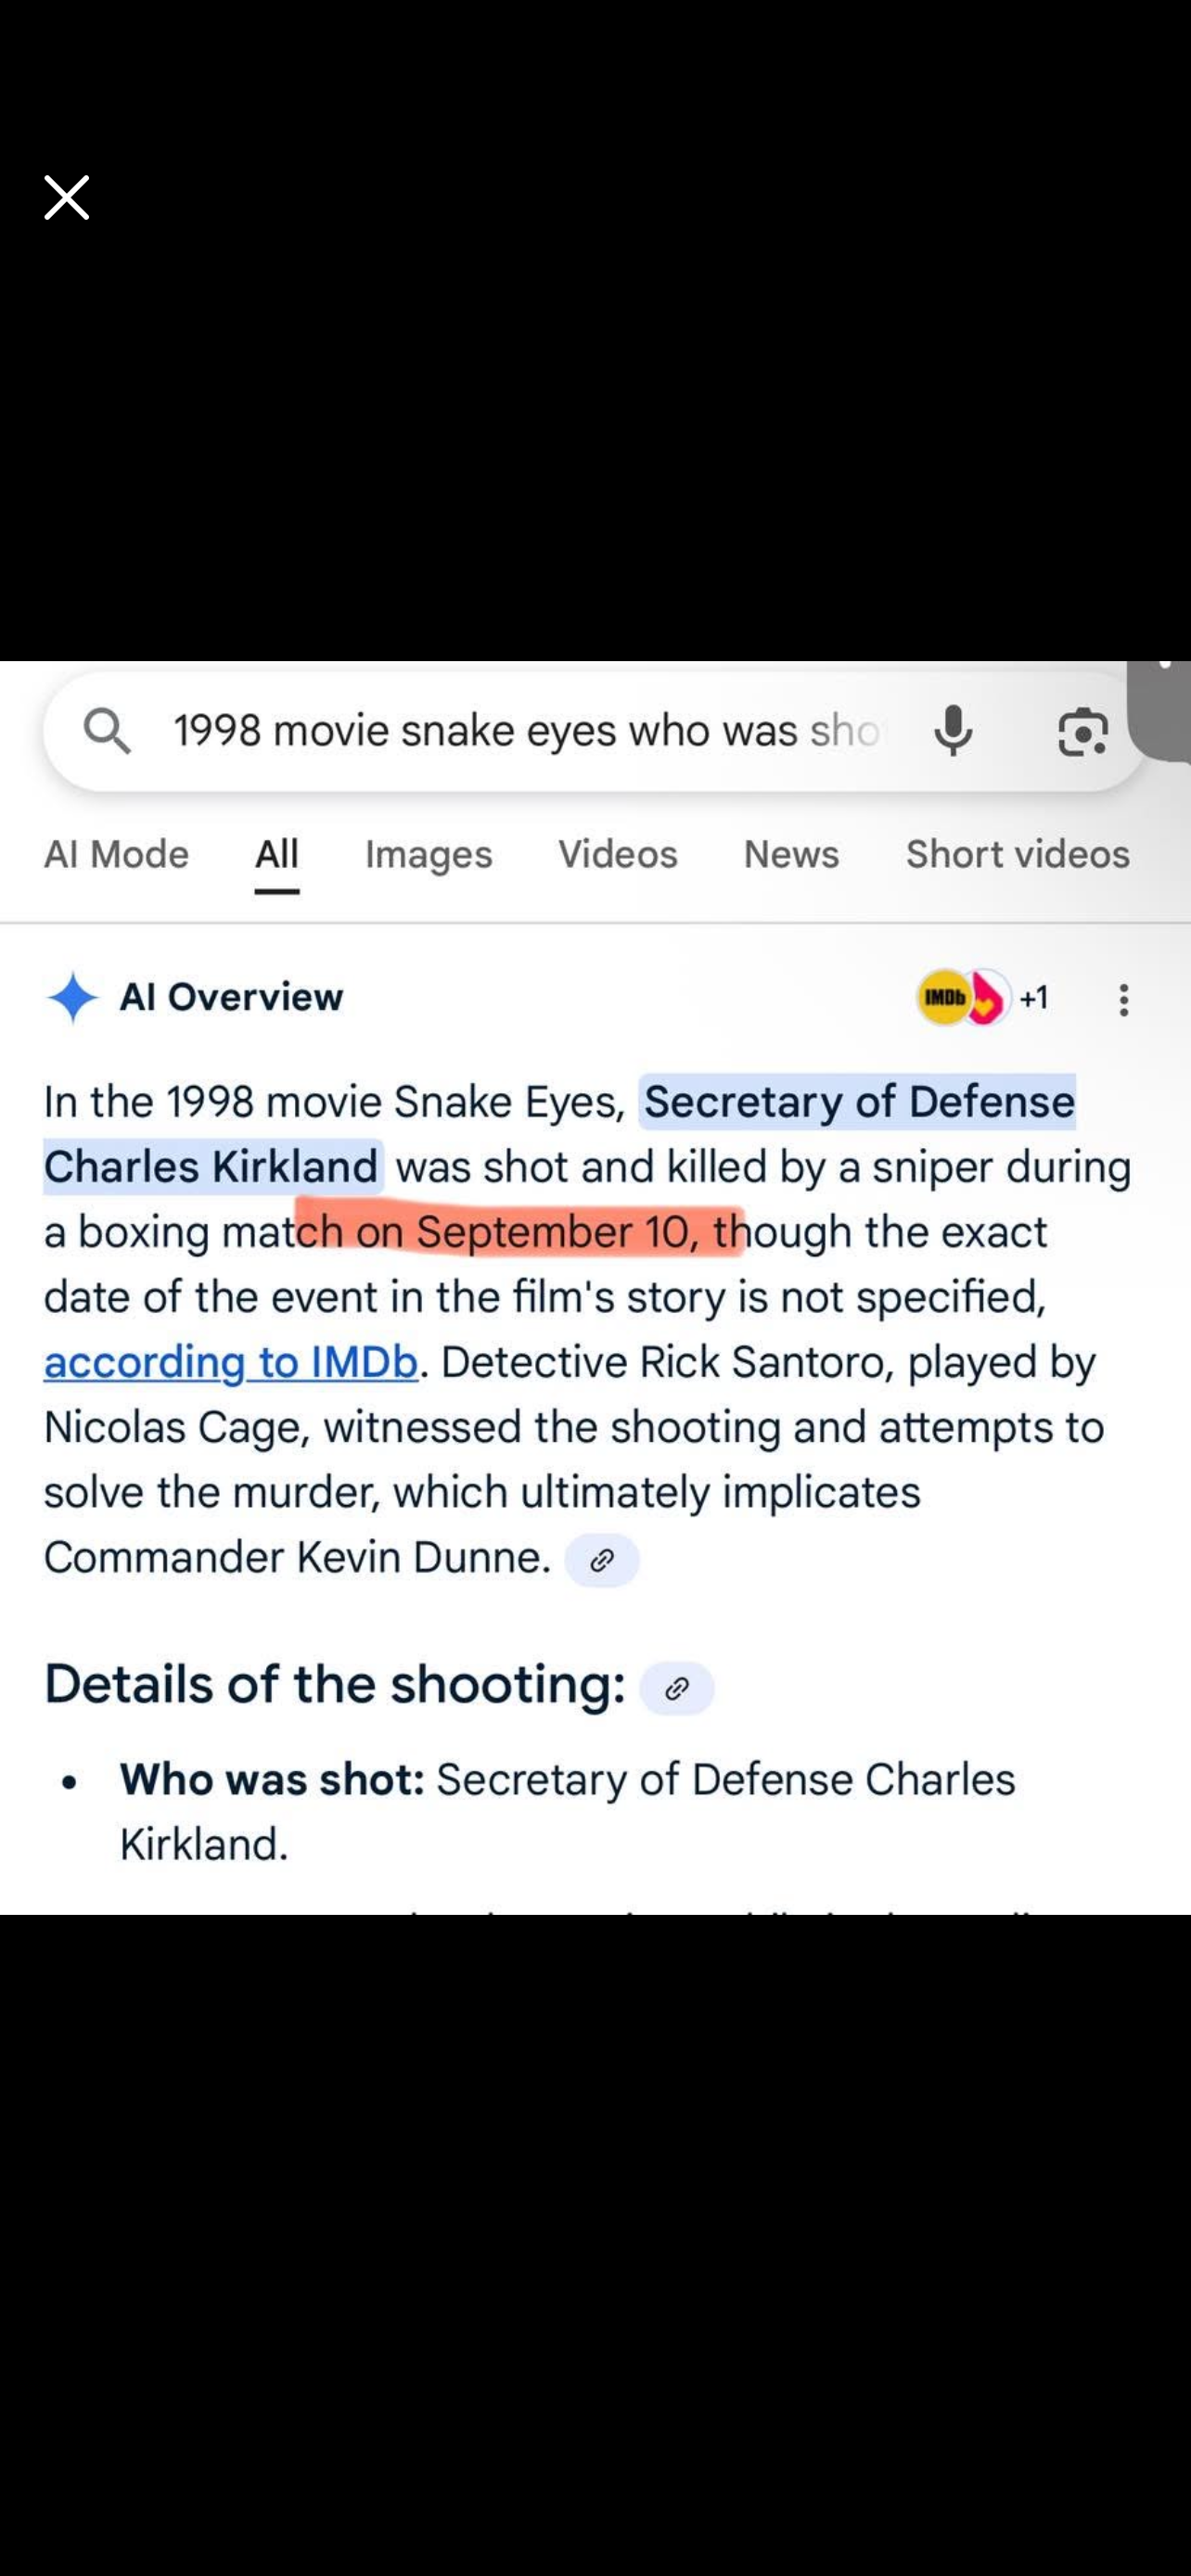 1998 movie snake eyes who was sho
AI Mode All Images Videos News Short videos
AI Overview
IMDb +1
In the 1998 movie Snake Eyes, Secretary of Defense
Charles Kirkland was shot and killed by a sniper during
a boxing match on September 10, though the exact
date of the event in the film's story is not specified,
according to IMDb. Detective Rick Santoro, played by
Nicolas Cage, witnessed the shooting and attempts to
solve the murder, which ultimately implicates
Commander Kevin Dunne.
Details of the shooting:
• Who was shot: Secretary of Defense Charles
Kirkland.